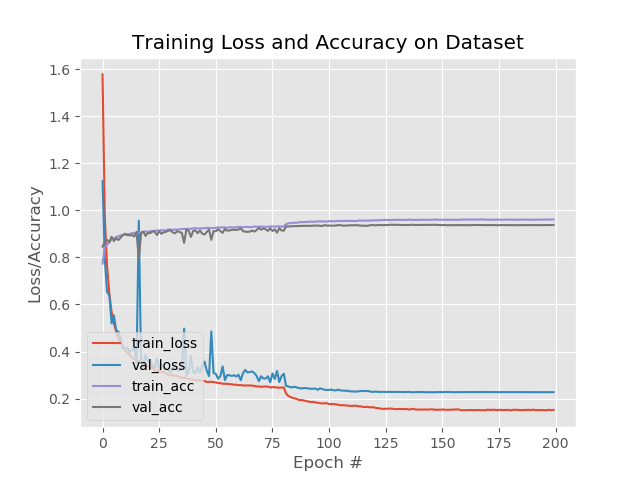 Training Loss and Accuracy on Dataset
Loss/Accuracy
1.6
1.4
1.2
1.0
0.8
0.6
0.4
0.2
train_loss
val_loss
train_acc
val_acc
0 25 50 75 100 125 150 175 200
Epoch #